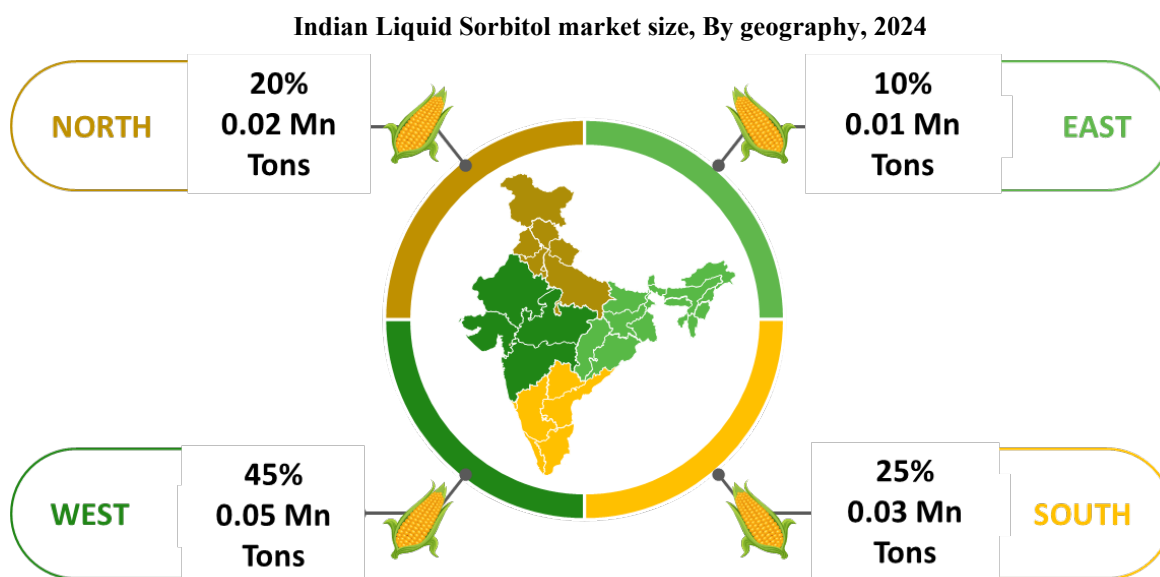 Indian Liquid Sorbitol market size, By geography, 2024
NORTH
20%
0.02 Mn
Tons
10%
0.01 Mn
Tons
EAST
WEST
45%
0.05 Mn
Tons
25%
0.03 Mn
Tons
SOUTH